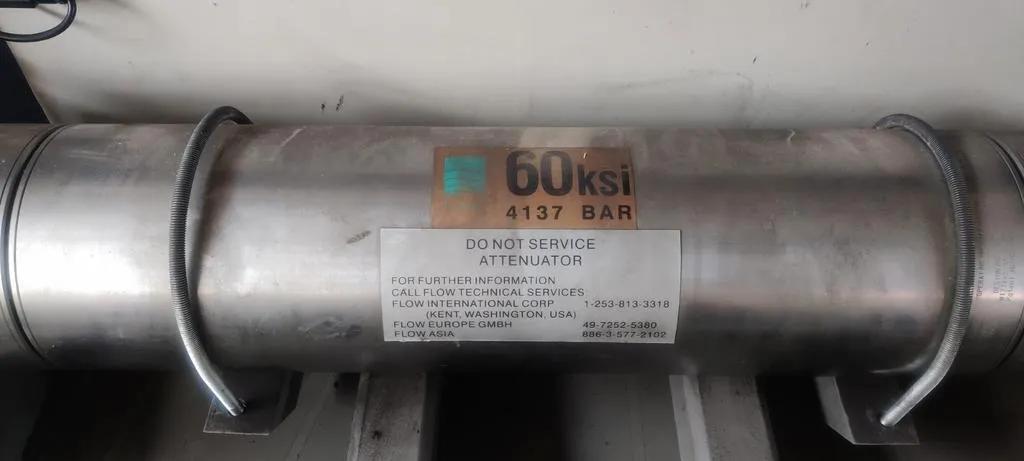 60ksi
4137 BAR
DO NOT SERVICE
ATTENUATOR
FOR FURTHER INFORMATION
CALL FLOW TECHNICAL SERVICES
FLOW INTERNATIONAL CORP 1-253-813-3318
(KENT, WASHINGTON, USA)
FLOW EUROPE GMBH 49-7252-5380
FLOW ASIA 886-3-577-2102